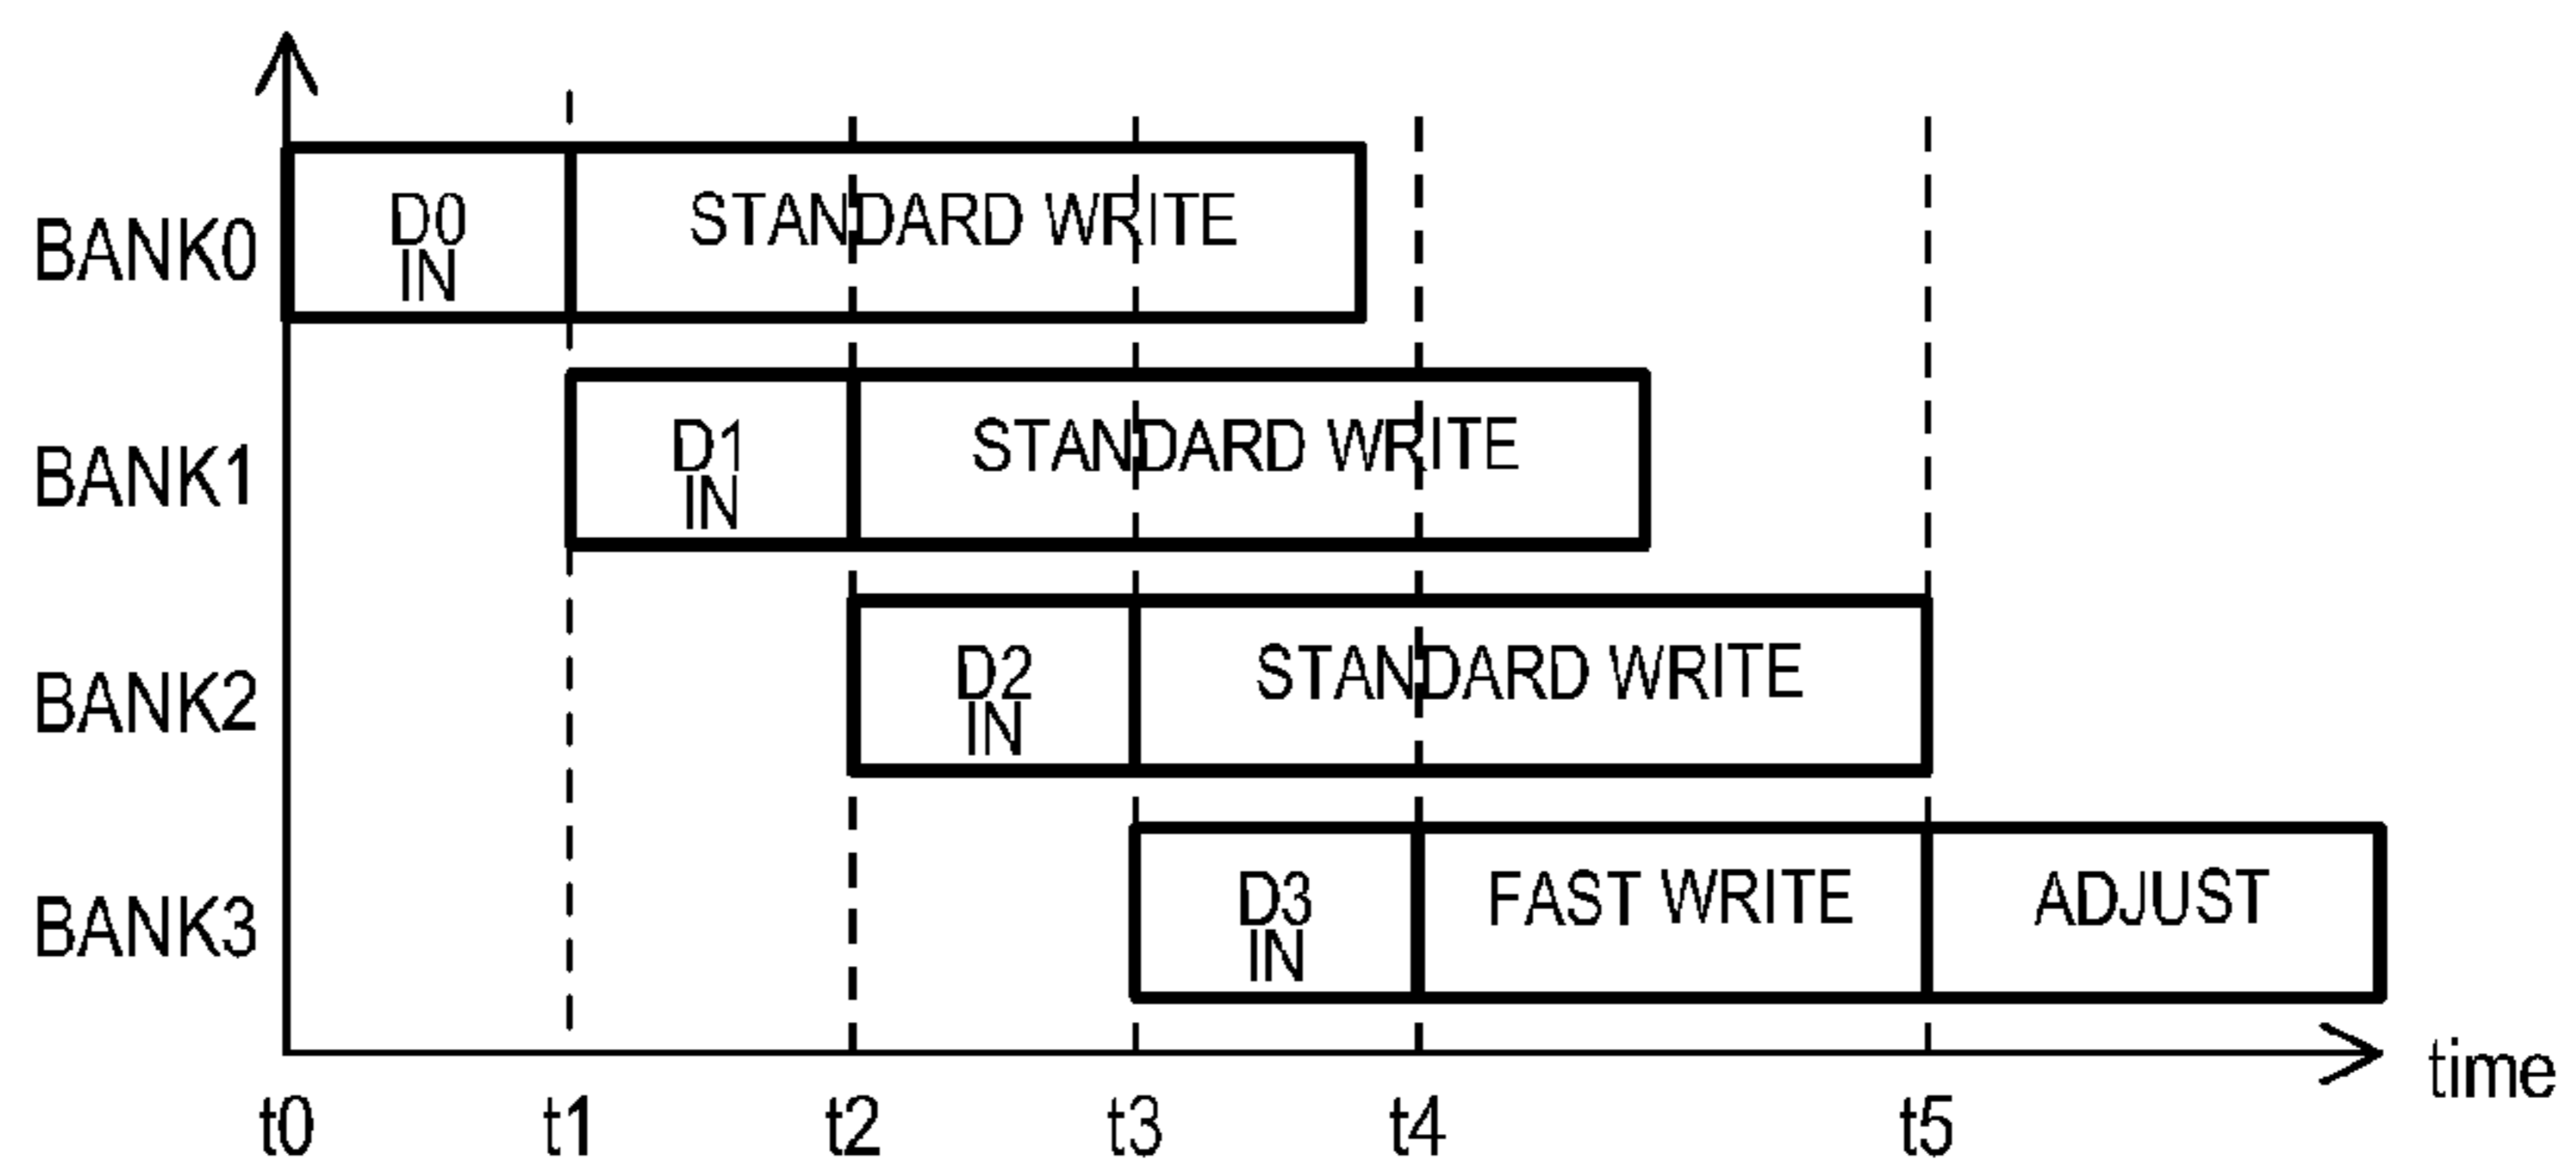 BANK0
D0
IN
STANDARD WRITE
BANK1
D1
IN
STANDARD WRITE
BANK2
D2
IN
STANDARD WRITE
BANK3
D3
IN
FAST WRITE
ADJUST
time
t0 t1 t2 t3 t4 t5